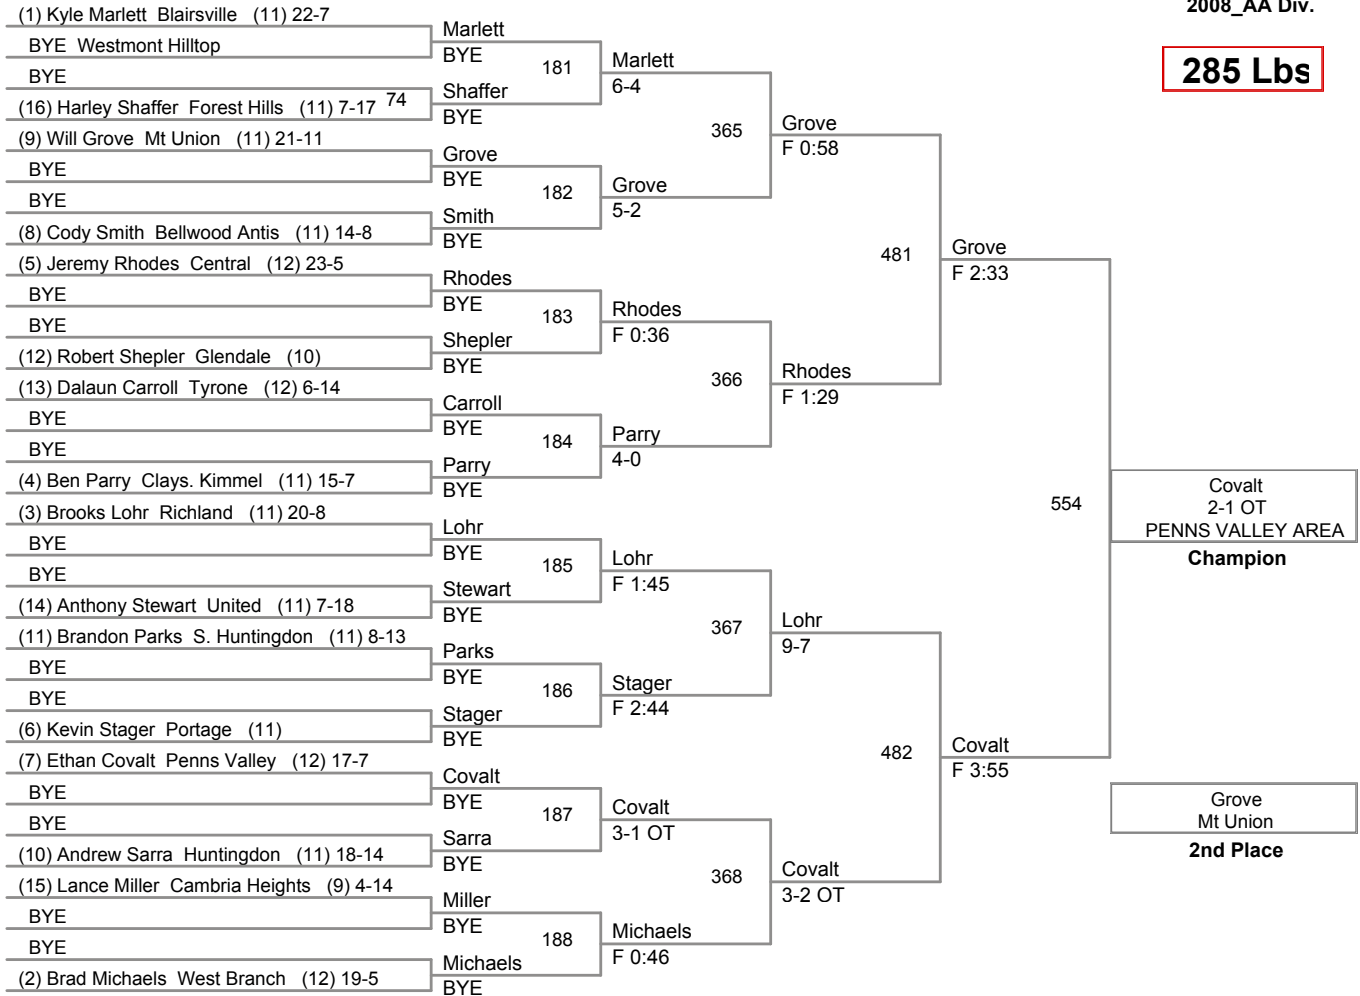 2008_AA Div.
285 Lbs
(1) Kyle Marlett Blairsville (11) 22-7
BYE Westmont Hilltop
BYE
(16) Harley Shaffer Forest Hills (11) 7-17 74
(9) Will Grove Mt Union (11) 21-11
BYE
BYE
(8) Cody Smith Bellwood Antis (11) 14-8
(5) Jeremy Rhodes Central (12) 23-5
BYE
BYE
(12) Robert Shepler Glendale (10)
(13) Dalaun Carroll Tyrone (12) 6-14
BYE
BYE
(4) Ben Parry Clays. Kimmel (11) 15-7
(3) Brooks Lohr Richland (11) 20-8
BYE
BYE
(14) Anthony Stewart United (11) 7-18
(11) Brandon Parks S. Huntingdon (11) 8-13
BYE
BYE
(6) Kevin Stager Portage (11)
(7) Ethan Covalt Penns Valley (12) 17-7
BYE
BYE
(10) Andrew Sarra Huntingdon (11) 18-14
(15) Lance Miller Cambria Heights (9) 4-14
BYE
BYE
(2) Brad Michaels West Branch (12) 19-5
Marlett
BYE
181
Shaffer
BYE
Grove
BYE
182
Smith
BYE
Rhodes
BYE
183
Shepler
BYE
Carroll
BYE
184
Parry
BYE
Lohr
BYE
185
Stewart
BYE
Parks
BYE
186
Stager
BYE
Covalt
BYE
187
Sarra
BYE
Miller
BYE
188
Michaels
BYE
Marlett
6-4
365
Grove
5-2
Rhodes
F 0:36
366
Parry
4-0
Lohr
F 1:45
367
Stager
F 2:44
Covalt
3-1 OT
368
Michaels
F 0:46
Grove
F 0:58
481
Rhodes
F 1:29
Lohr
9-7
482
Covalt
3-2 OT
Grove
F 2:33
554
Covalt
F 3:55
Covalt
2-1 OT
PENNS VALLEY AREA
Champion
Grove
Mt Union
2nd Place